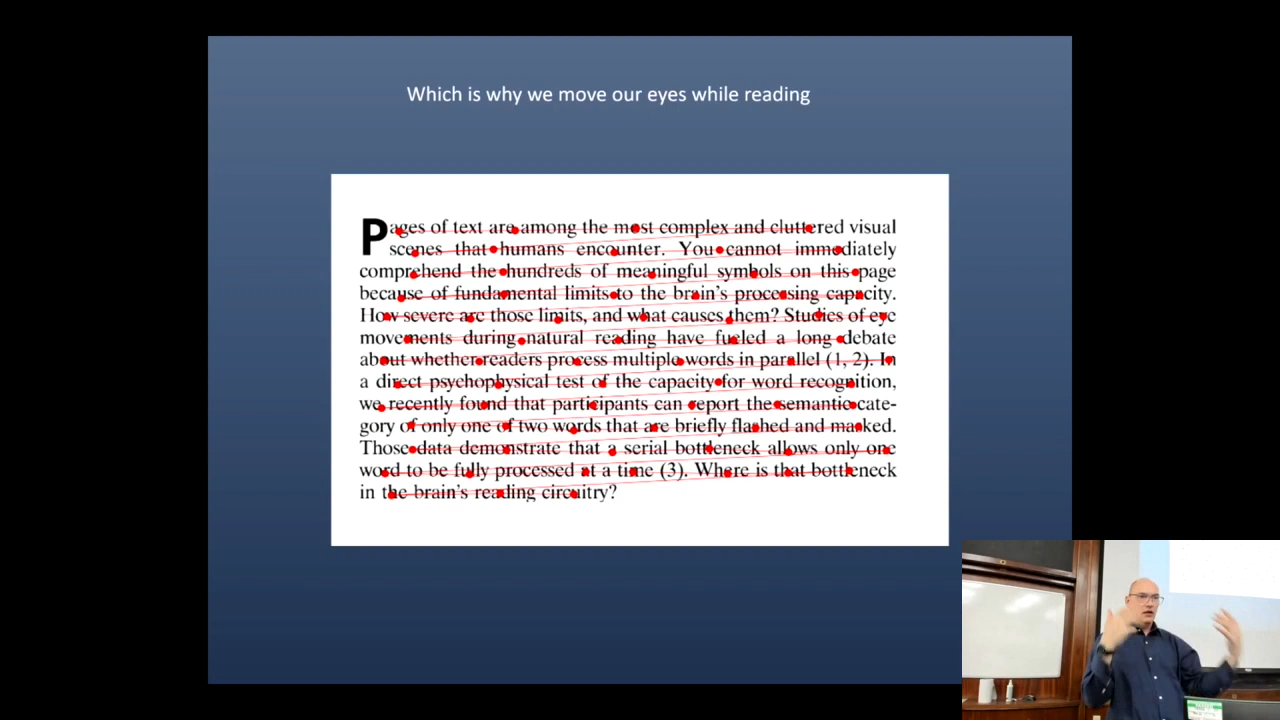 Which is why we move our eyes while reading
Pages of text are among the most complex and cluttered visual
scenes that humans encounter. You cannot immediately
comprehend the hundreds of meaningful symbols on this page
because of fundamental limits to the brain's processing capacity.
How severe are those limits, and what causes them? Studies of eye
movements during natural reading have fueled a long debate
about whether readers process multiple words in parallel (1, 2). In
a direct psychophysical test of the capacity for word recognition,
we recently found that participants can report the semantic cate-
gory of only one of two words that are briefly flashed and masked.
Those data demonstrate that a serial bottleneck allows only one
word to be fully processed at a time (3). Where is that bottleneck
in the brain's reading circuitry?